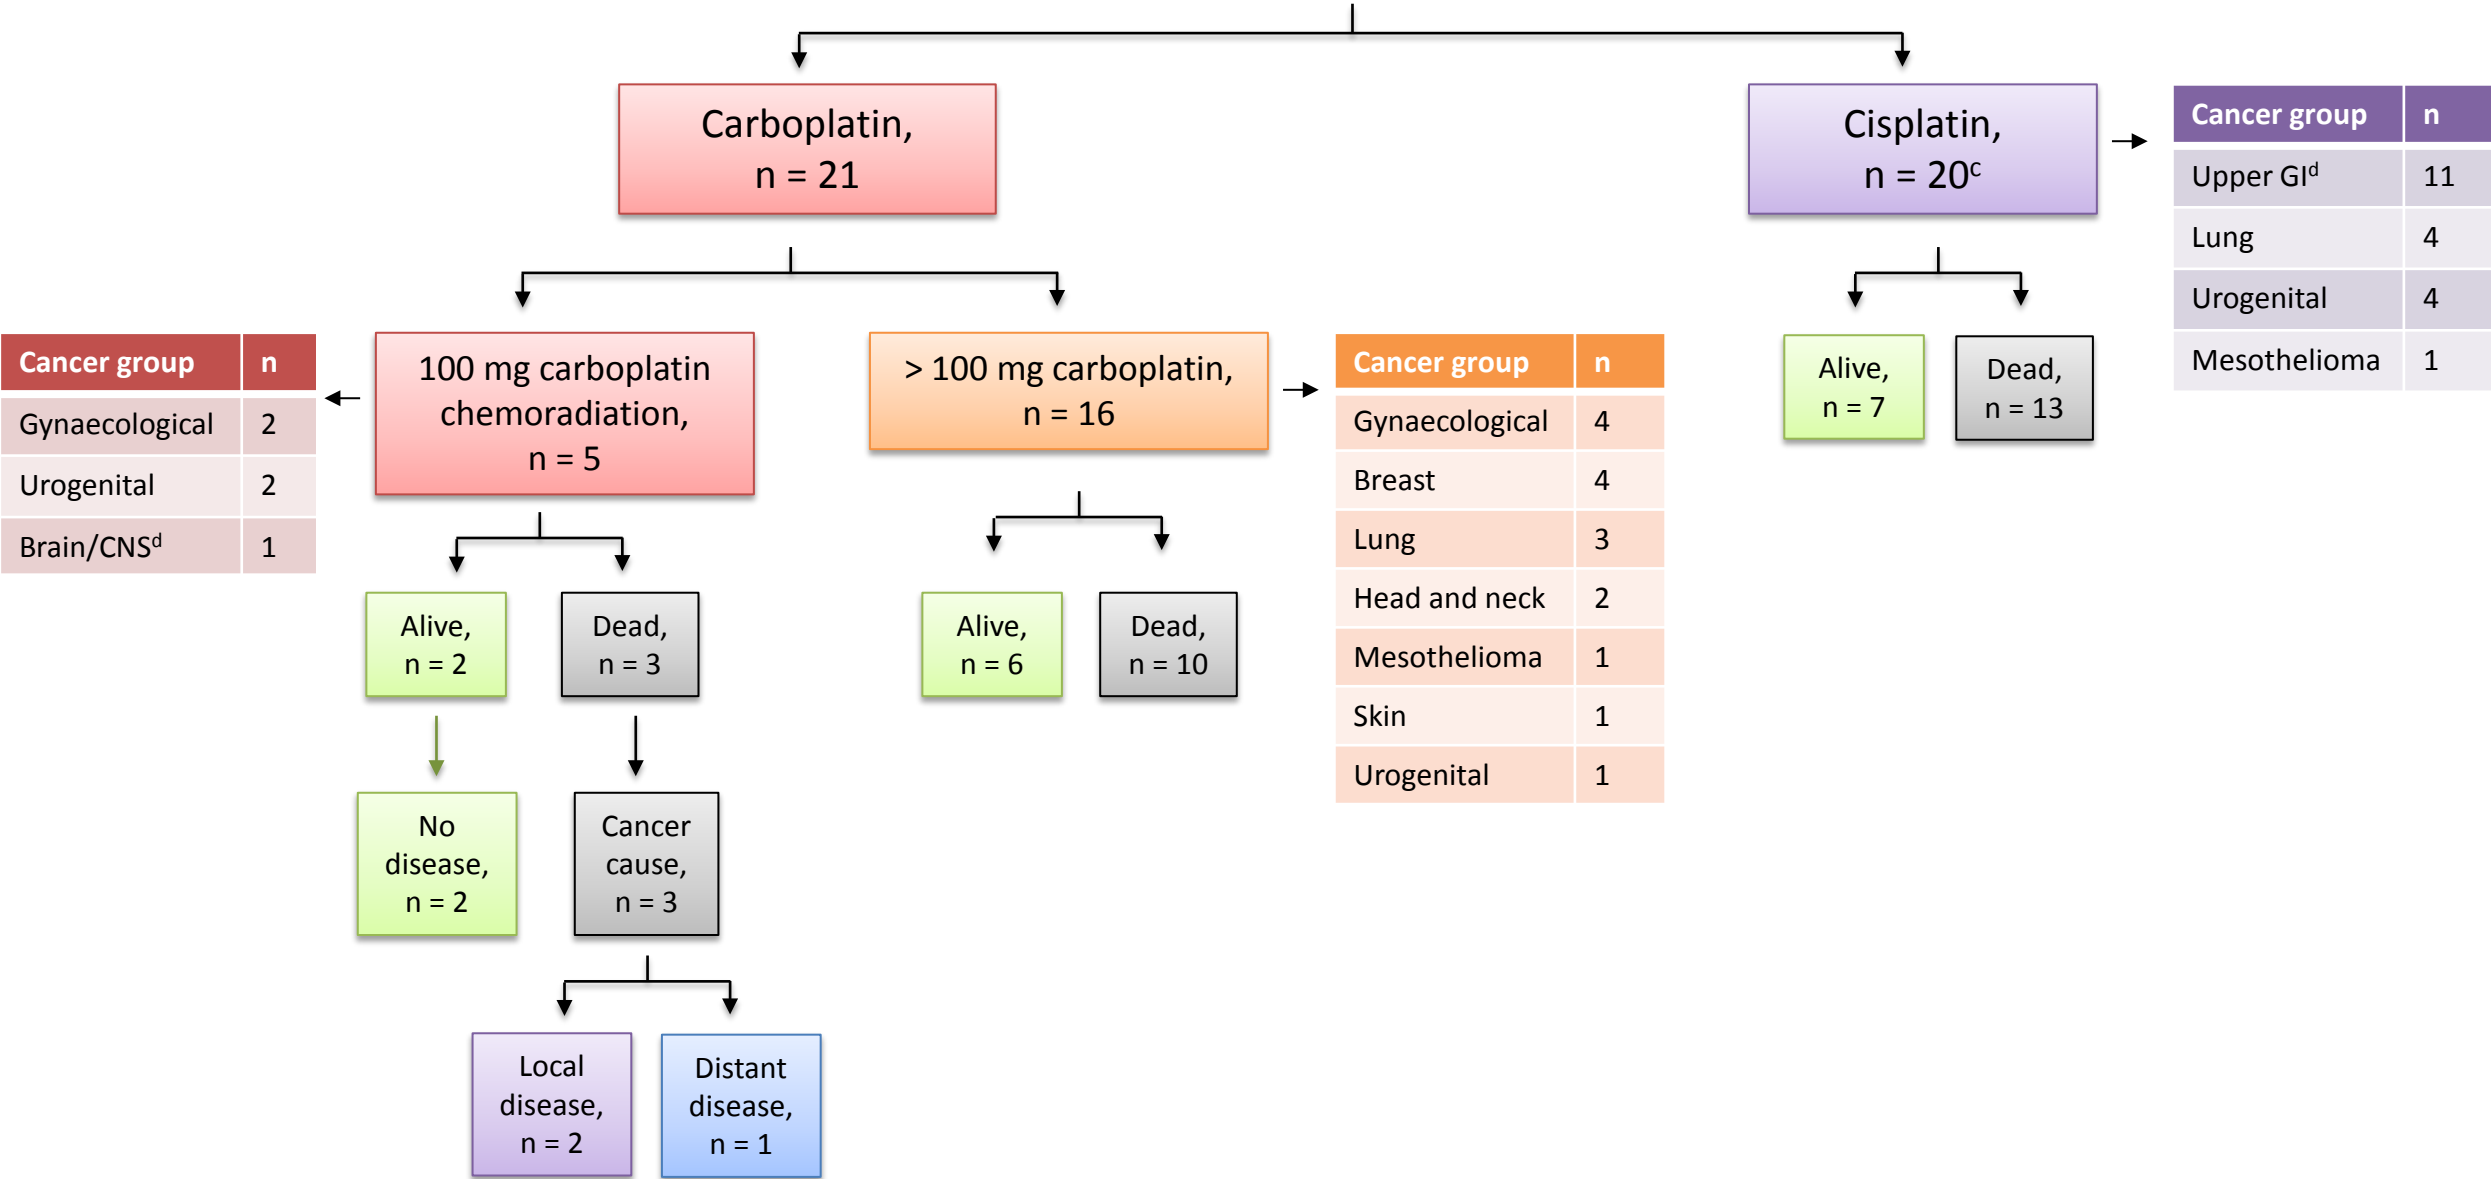 Carboplatin,
n = 21
Cisplatin,
n = 20ᶜ
Cancer group n
Upper GIᵈ 11
Lung 4
Urogenital 4
Mesothelioma 1
Cancer group n
Gynaecological 2
Urogenital 2
Brain/CNSᵈ 1
100 mg carboplatin
chemoradiation,
n = 5
> 100 mg carboplatin,
n = 16
Cancer group n
Gynaecological 4
Breast 4
Lung 3
Head and neck 2
Mesothelioma 1
Skin 1
Urogenital 1
Alive,
n = 7
Dead,
n = 13
Alive,
n = 2
Dead,
n = 3
Alive,
n = 6
Dead,
n = 10
No
disease,
n = 2
Cancer
cause,
n = 3
Local
disease,
n = 2
Distant
disease,
n = 1